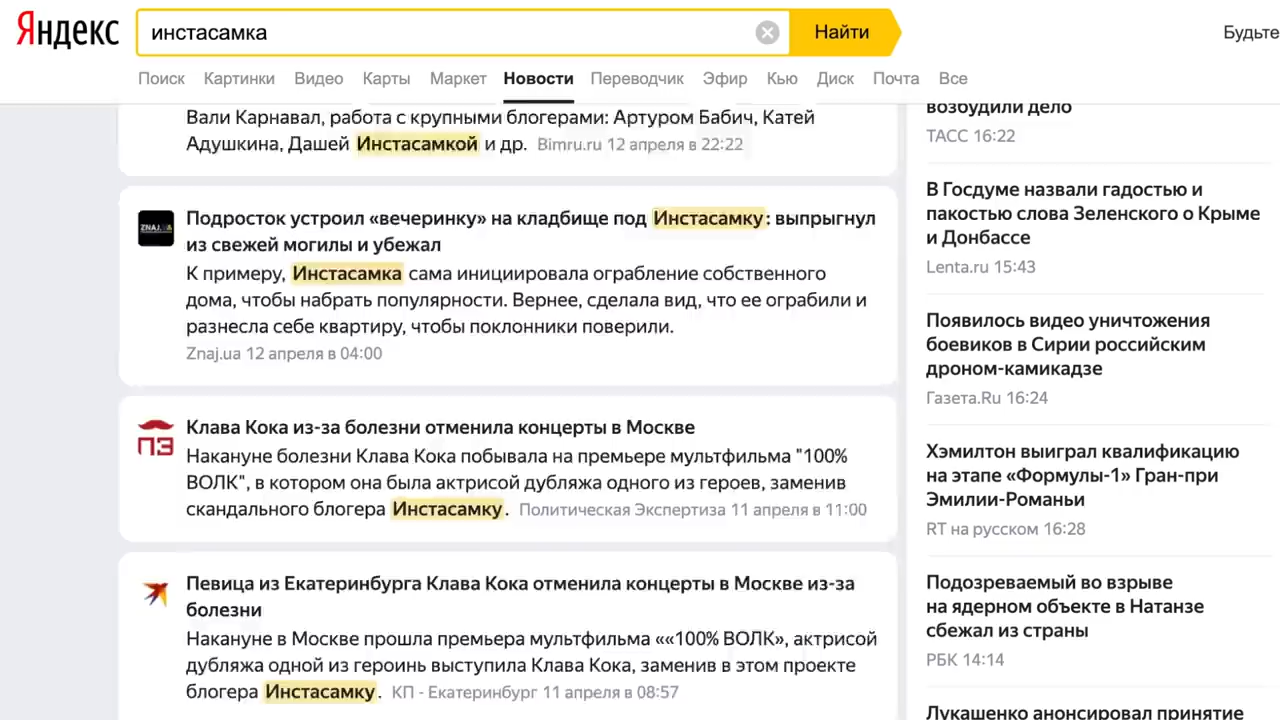 Яндекс
инстасамка
Найти
Будьте
Поиск Картинки Видео Карты Маркет Новости Переводчик Эфир Кью Диск Почта Все
Вали Карнавал, работа с крупными блогерами: Артуром Бабич, Катей
Адушкина, Дашей Инстасамкой и др. Bimru.ru 12 апреля в 22:22
ZNAJ.UA
Подросток устроил «вечеринку» на кладбище под Инстасамку: выпрыгнул
из свежей могилы и убежал
К примеру, Инстасамка сама инициировала ограбление собственного
дома, чтобы набрать популярности. Вернее, сделала вид, что ее ограбили и
разнесла себе квартиру, чтобы поклонники поверили.
Znaj.ua 12 апреля в 04:00
ПЭ
Клава Кока из-за болезни отменила концерты в Москве
Накануне болезни Клава Кока побывала на премьере мультфильма "100%
ВОЛК", в котором она была актрисой дубляжа одного из героев, заменив
скандального блогера Инстасамку. Политическая Экспертиза 11 апреля в 11:00
Певица из Екатеринбурга Клава Кока отменила концерты в Москве из-за
болезни
Накануне в Москве прошла премьера мультфильма ««100% ВОЛК», актрисой
дубляжа одной из героинь выступила Клава Кока, заменив в этом проекте
блогера Инстасамку. КП - Екатеринбург 11 апреля в 08:57
возбудили дело
ТАСС 16:22
В Госдуме назвали гадостью и
пакостью слова Зеленского о Крыме
и Донбассе
Lenta.ru 15:43
Появилось видео уничтожения
боевиков в Сирии российским
дроном-камикадзе
Газета.Ru 16:24
Хэмилтон выиграл квалификацию
на этапе «Формулы-1» Гран-при
Эмилии-Романьи
RT на русском 16:28
Подозреваемый во взрыве
на ядерном объекте в Натанзе
сбежал из страны
РБК 14:14
Лукашенко анонсировал принятие